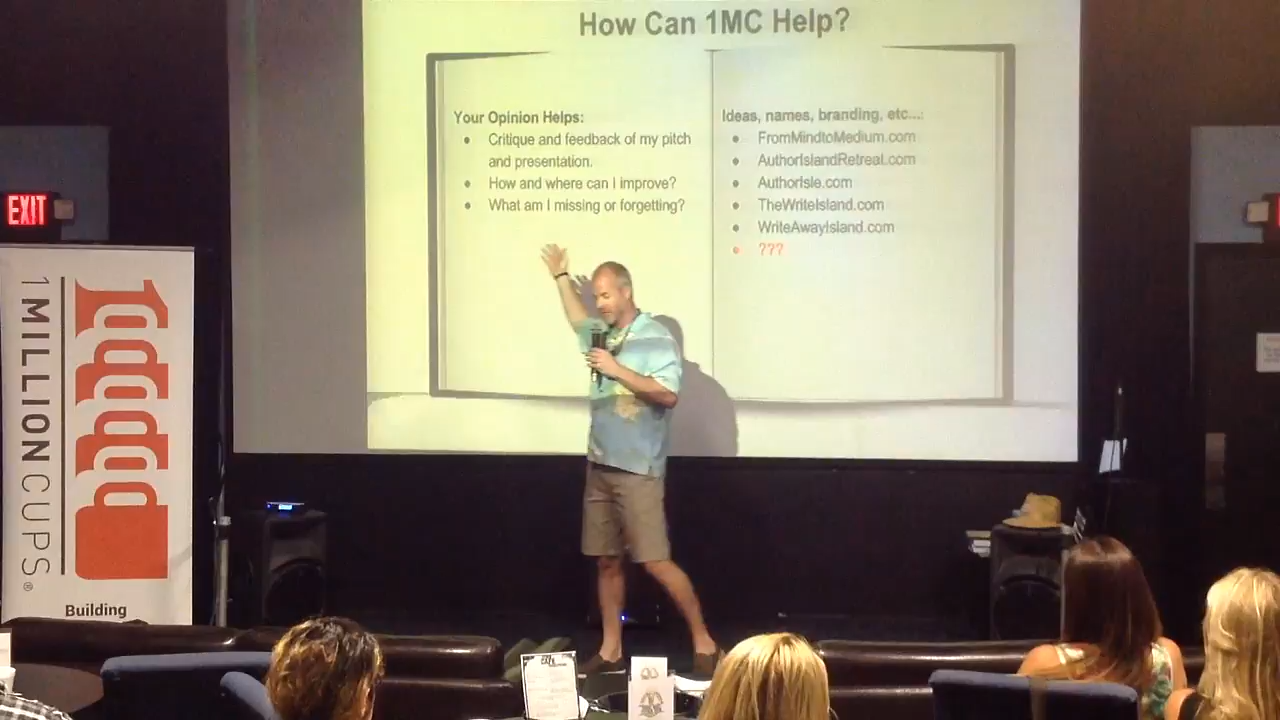 How Can 1MC Help?
Your Opinion Helps:
Critique and feedback of my pitch
and presentation.
How and where can I improve?
What am I missing or forgetting?
Ideas, names, branding, etc...:
FromMindtoMedium.com
AuthorIslandRetreat.com
AuthorIsle.com
TheWriteIsland.com
WriteAwayIsland.com
???
EXIT
1 MILLION CUPS®
Building